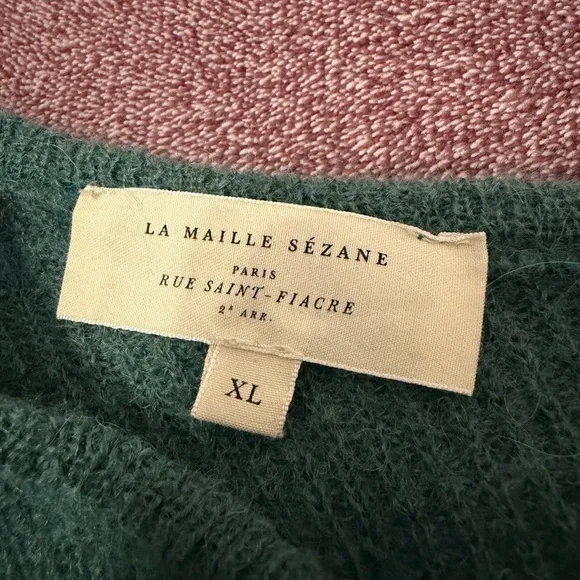 LA MAILLE SÉZANE
PARIS
RUE SAINT-FIACRE
2ᵉ ARR.
XL